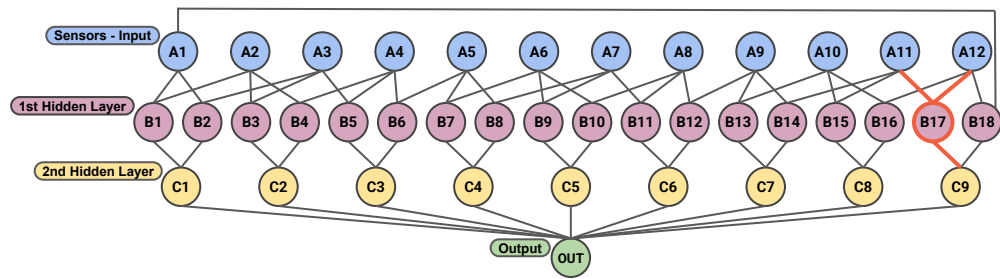 Sensors - Input
A1 A2 A3 A4 A5 A6 A7 A8 A9 A10 A11 A12
1st Hidden Layer
B1 B2 B3 B4 B5 B6 B7 B8 B9 B10 B11 B12 B13 B14 B15 B16 B17 B18
2nd Hidden Layer
C1 C2 C3 C4 C5 C6 C7 C8 C9
Output
OUT